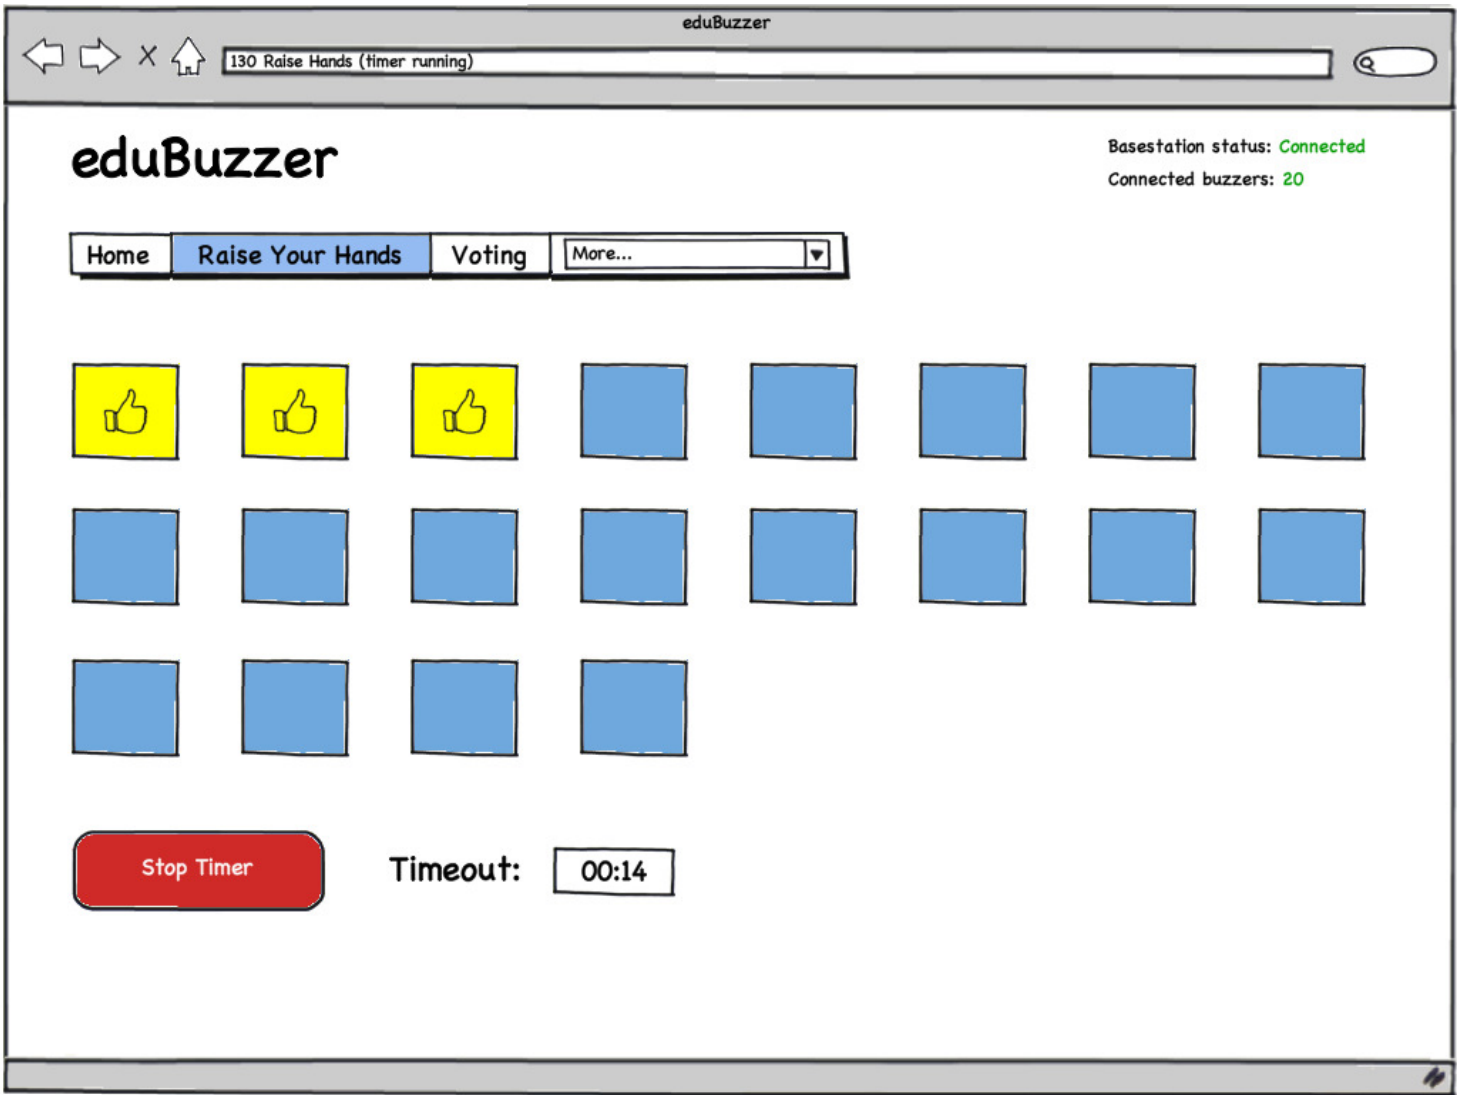 eduBuzzer
130 Raise Hands (timer running)
eduBuzzer
Basestation status: Connected
Connected buzzers: 20
Home Raise Your Hands Voting More...
Stop Timer Timeout: 00:14